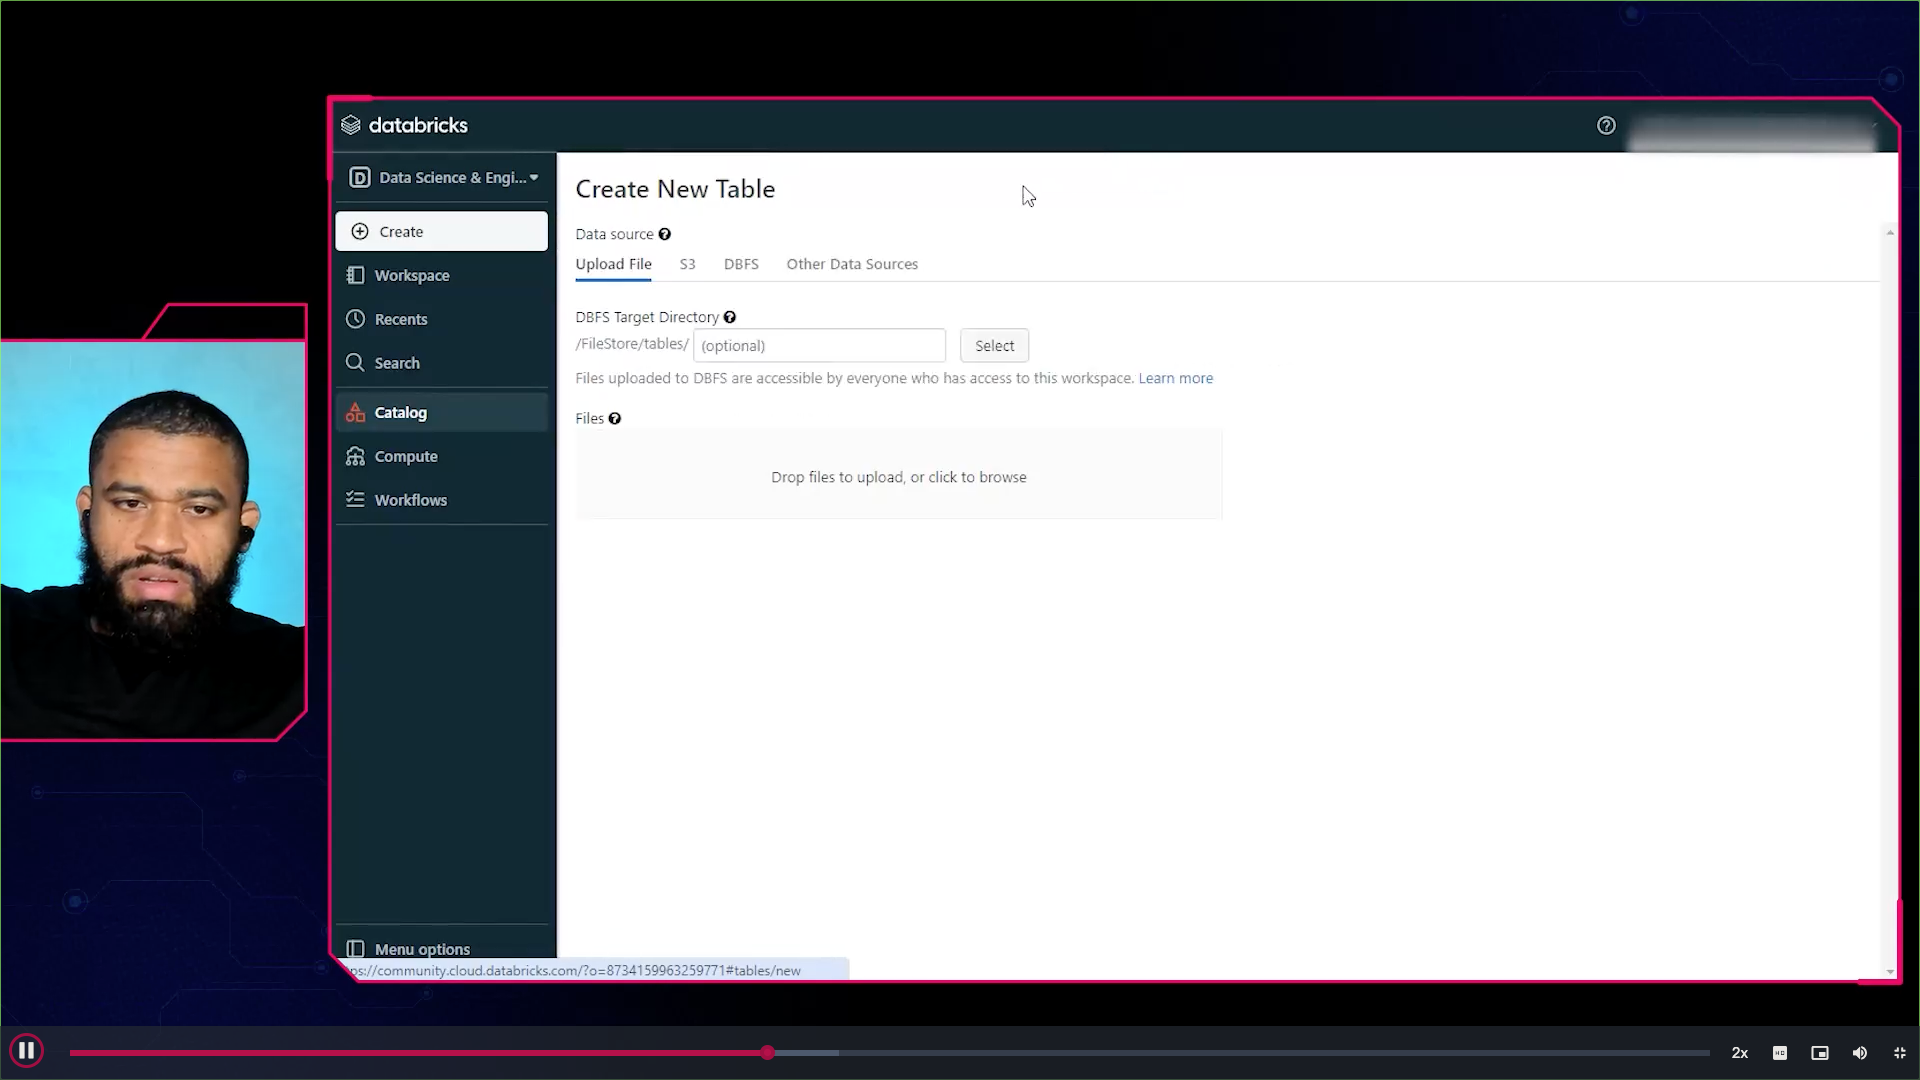 databricks
Data Science & Engi...
Create
Workspace
Recents
Search
Catalog
Compute
Workflows
Menu options
Create New Table
Data source
Upload File S3 DBFS Other Data Sources
DBFS Target Directory
/FileStore/tables/ (optional) Select
Files uploaded to DBFS are accessible by everyone who has access to this workspace. Learn more
Files
Drop files to upload, or click to browse
ps://community.cloud.databricks.com/?o=8734159963259771#tables/new
2x
HD